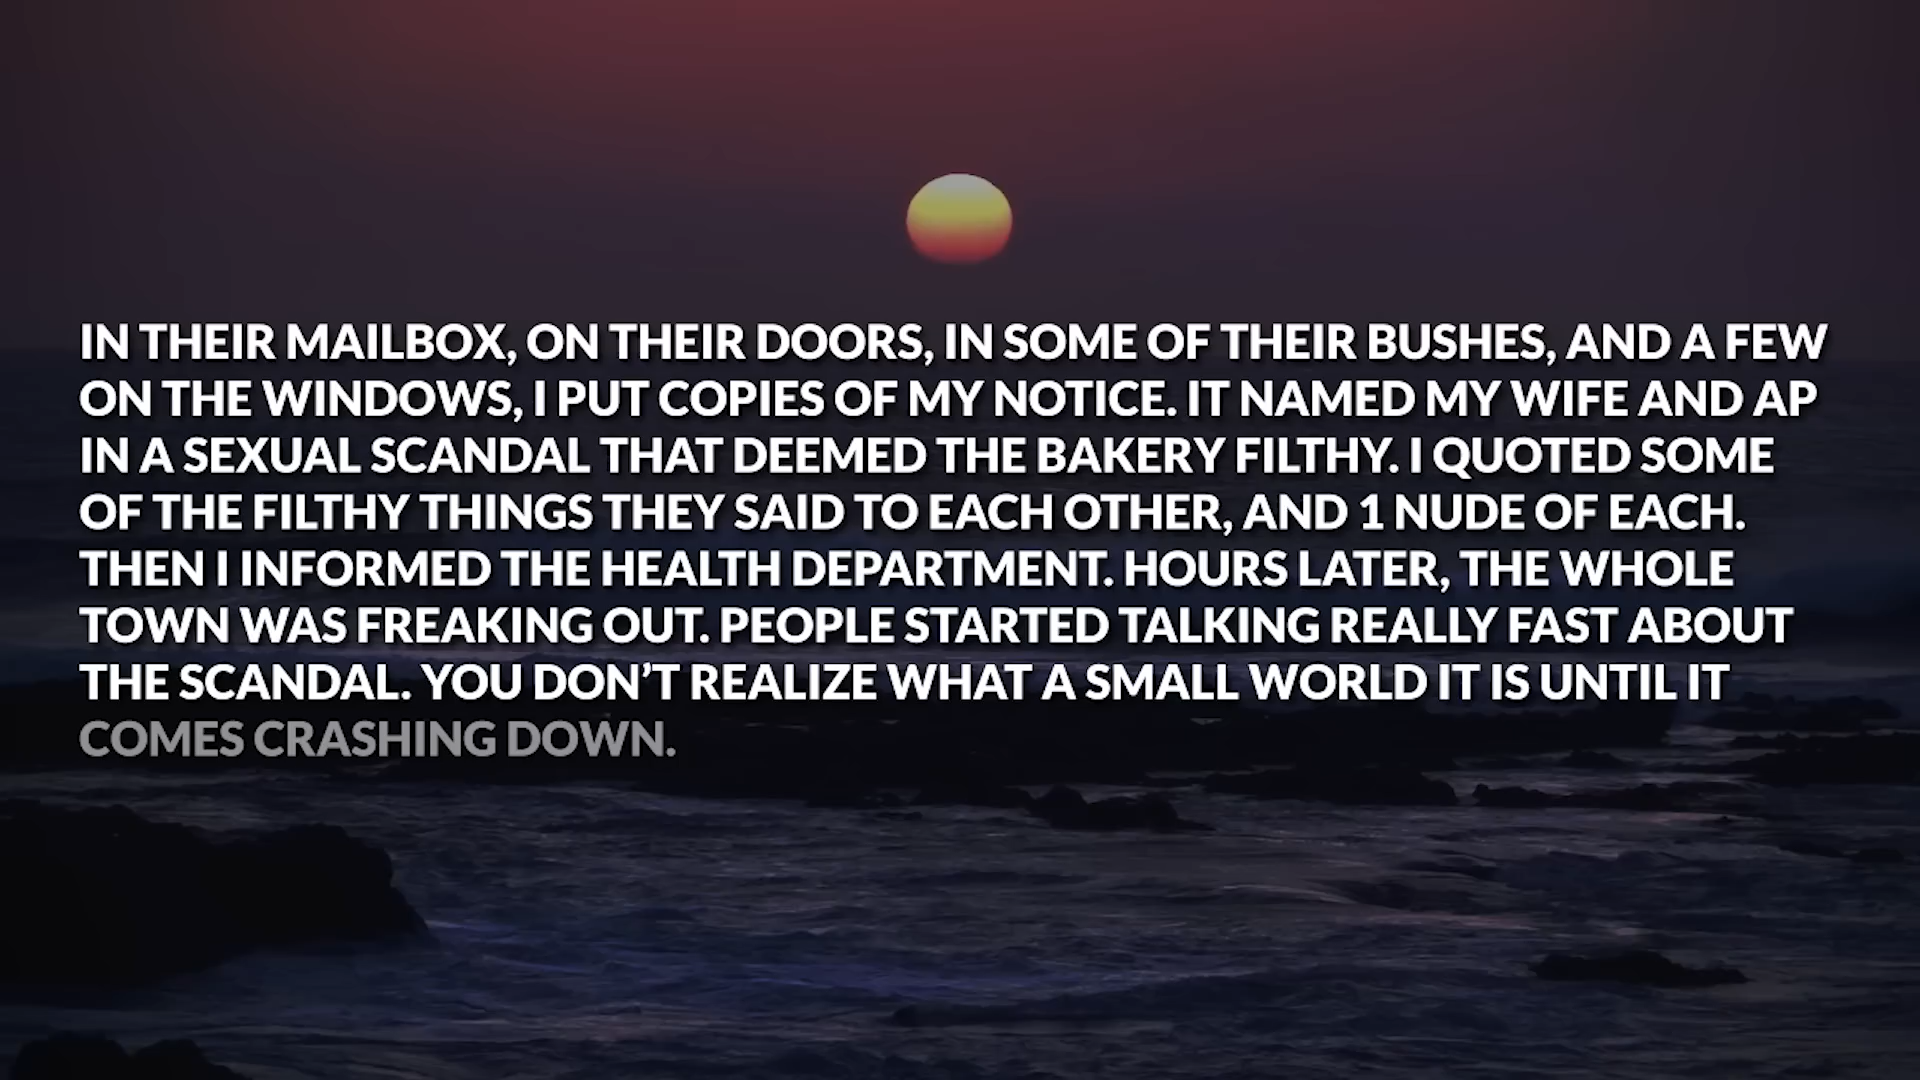 IN THEIR MAILBOX, ON THEIR DOORS, IN SOME OF THEIR BUSHES, AND A FEW
ON THE WINDOWS, I PUT COPIES OF MY NOTICE. IT NAMED MY WIFE AND AP
IN A SEXUAL SCANDAL THAT DEEMED THE BAKERY FILTHY. I QUOTED SOME
OF THE FILTHY THINGS THEY SAID TO EACH OTHER, AND 1 NUDE OF EACH.
THEN I INFORMED THE HEALTH DEPARTMENT. HOURS LATER, THE WHOLE
TOWN WAS FREAKING OUT. PEOPLE STARTED TALKING REALLY FAST ABOUT
THE SCANDAL. YOU DON’T REALIZE WHAT A SMALL WORLD IT IS UNTIL IT
COMES CRASHING DOWN.